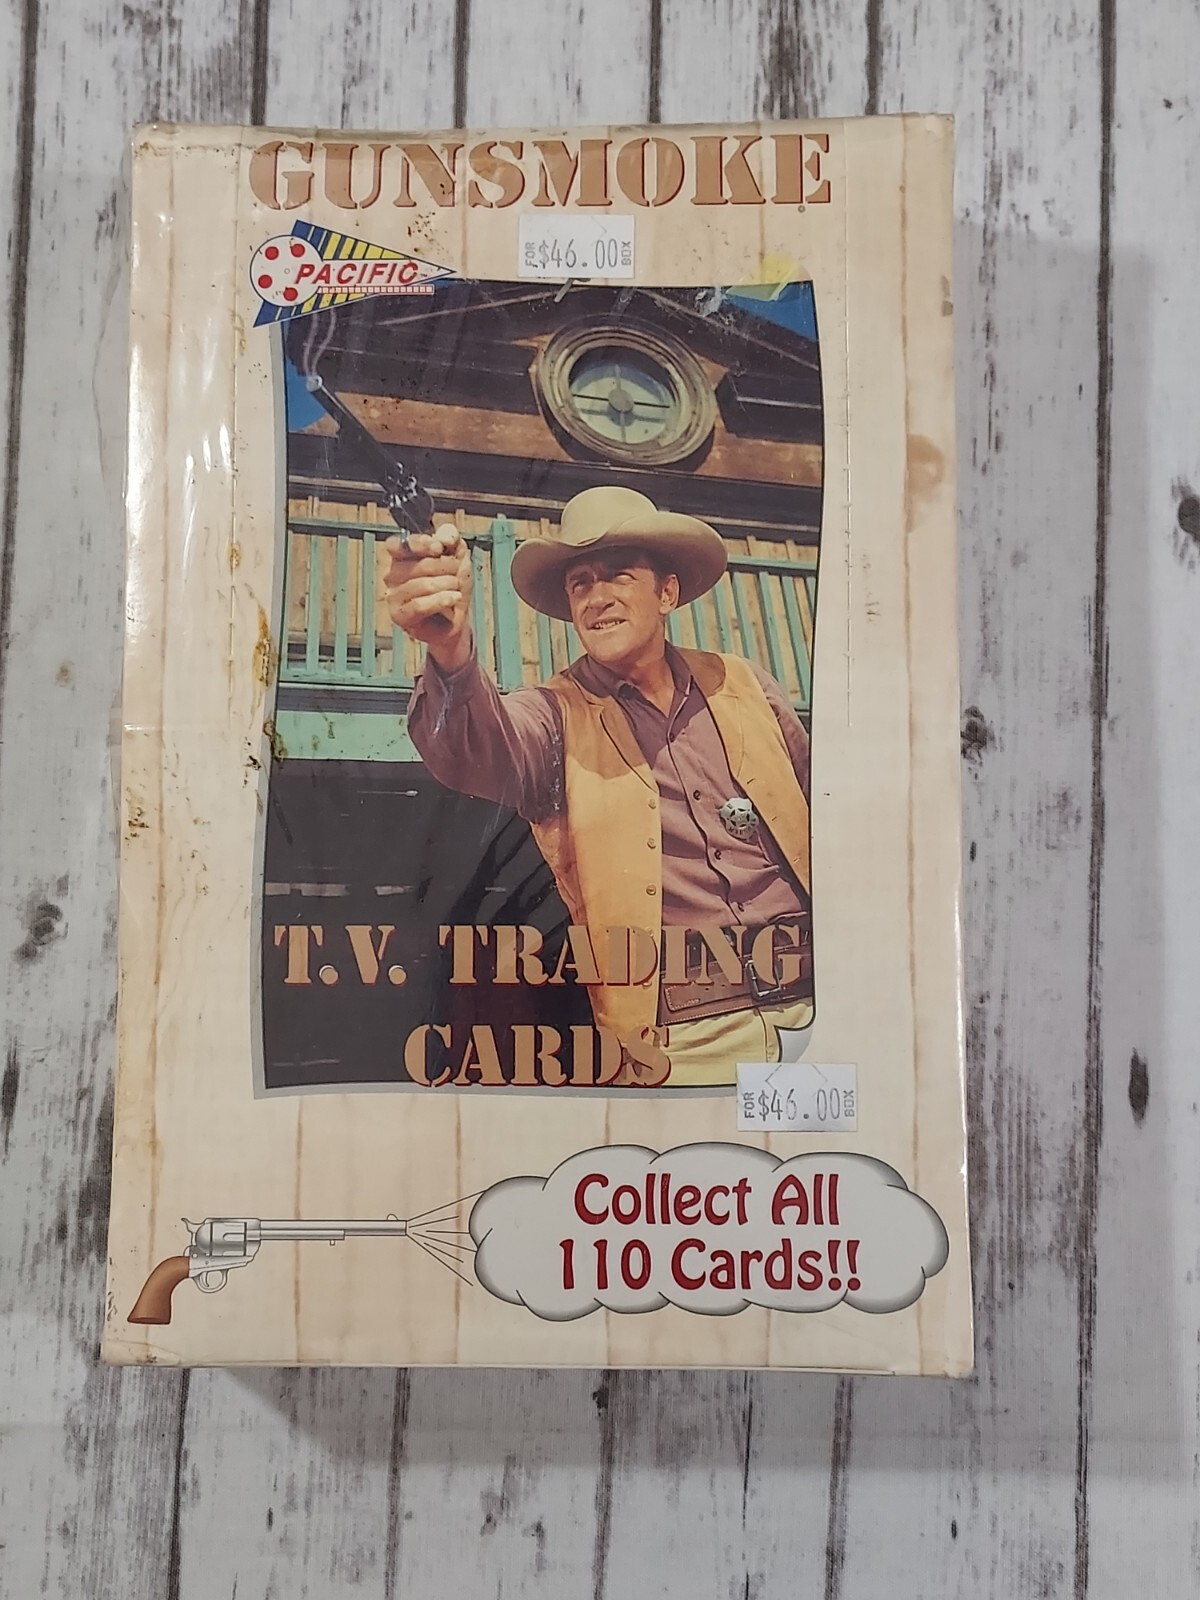 GUNSMOKE
PACIFIC
FOR $46.00 BOX
T.V. TRADING
CARDS
FOR $46.00 BOX
Collect All
110 Cards!!